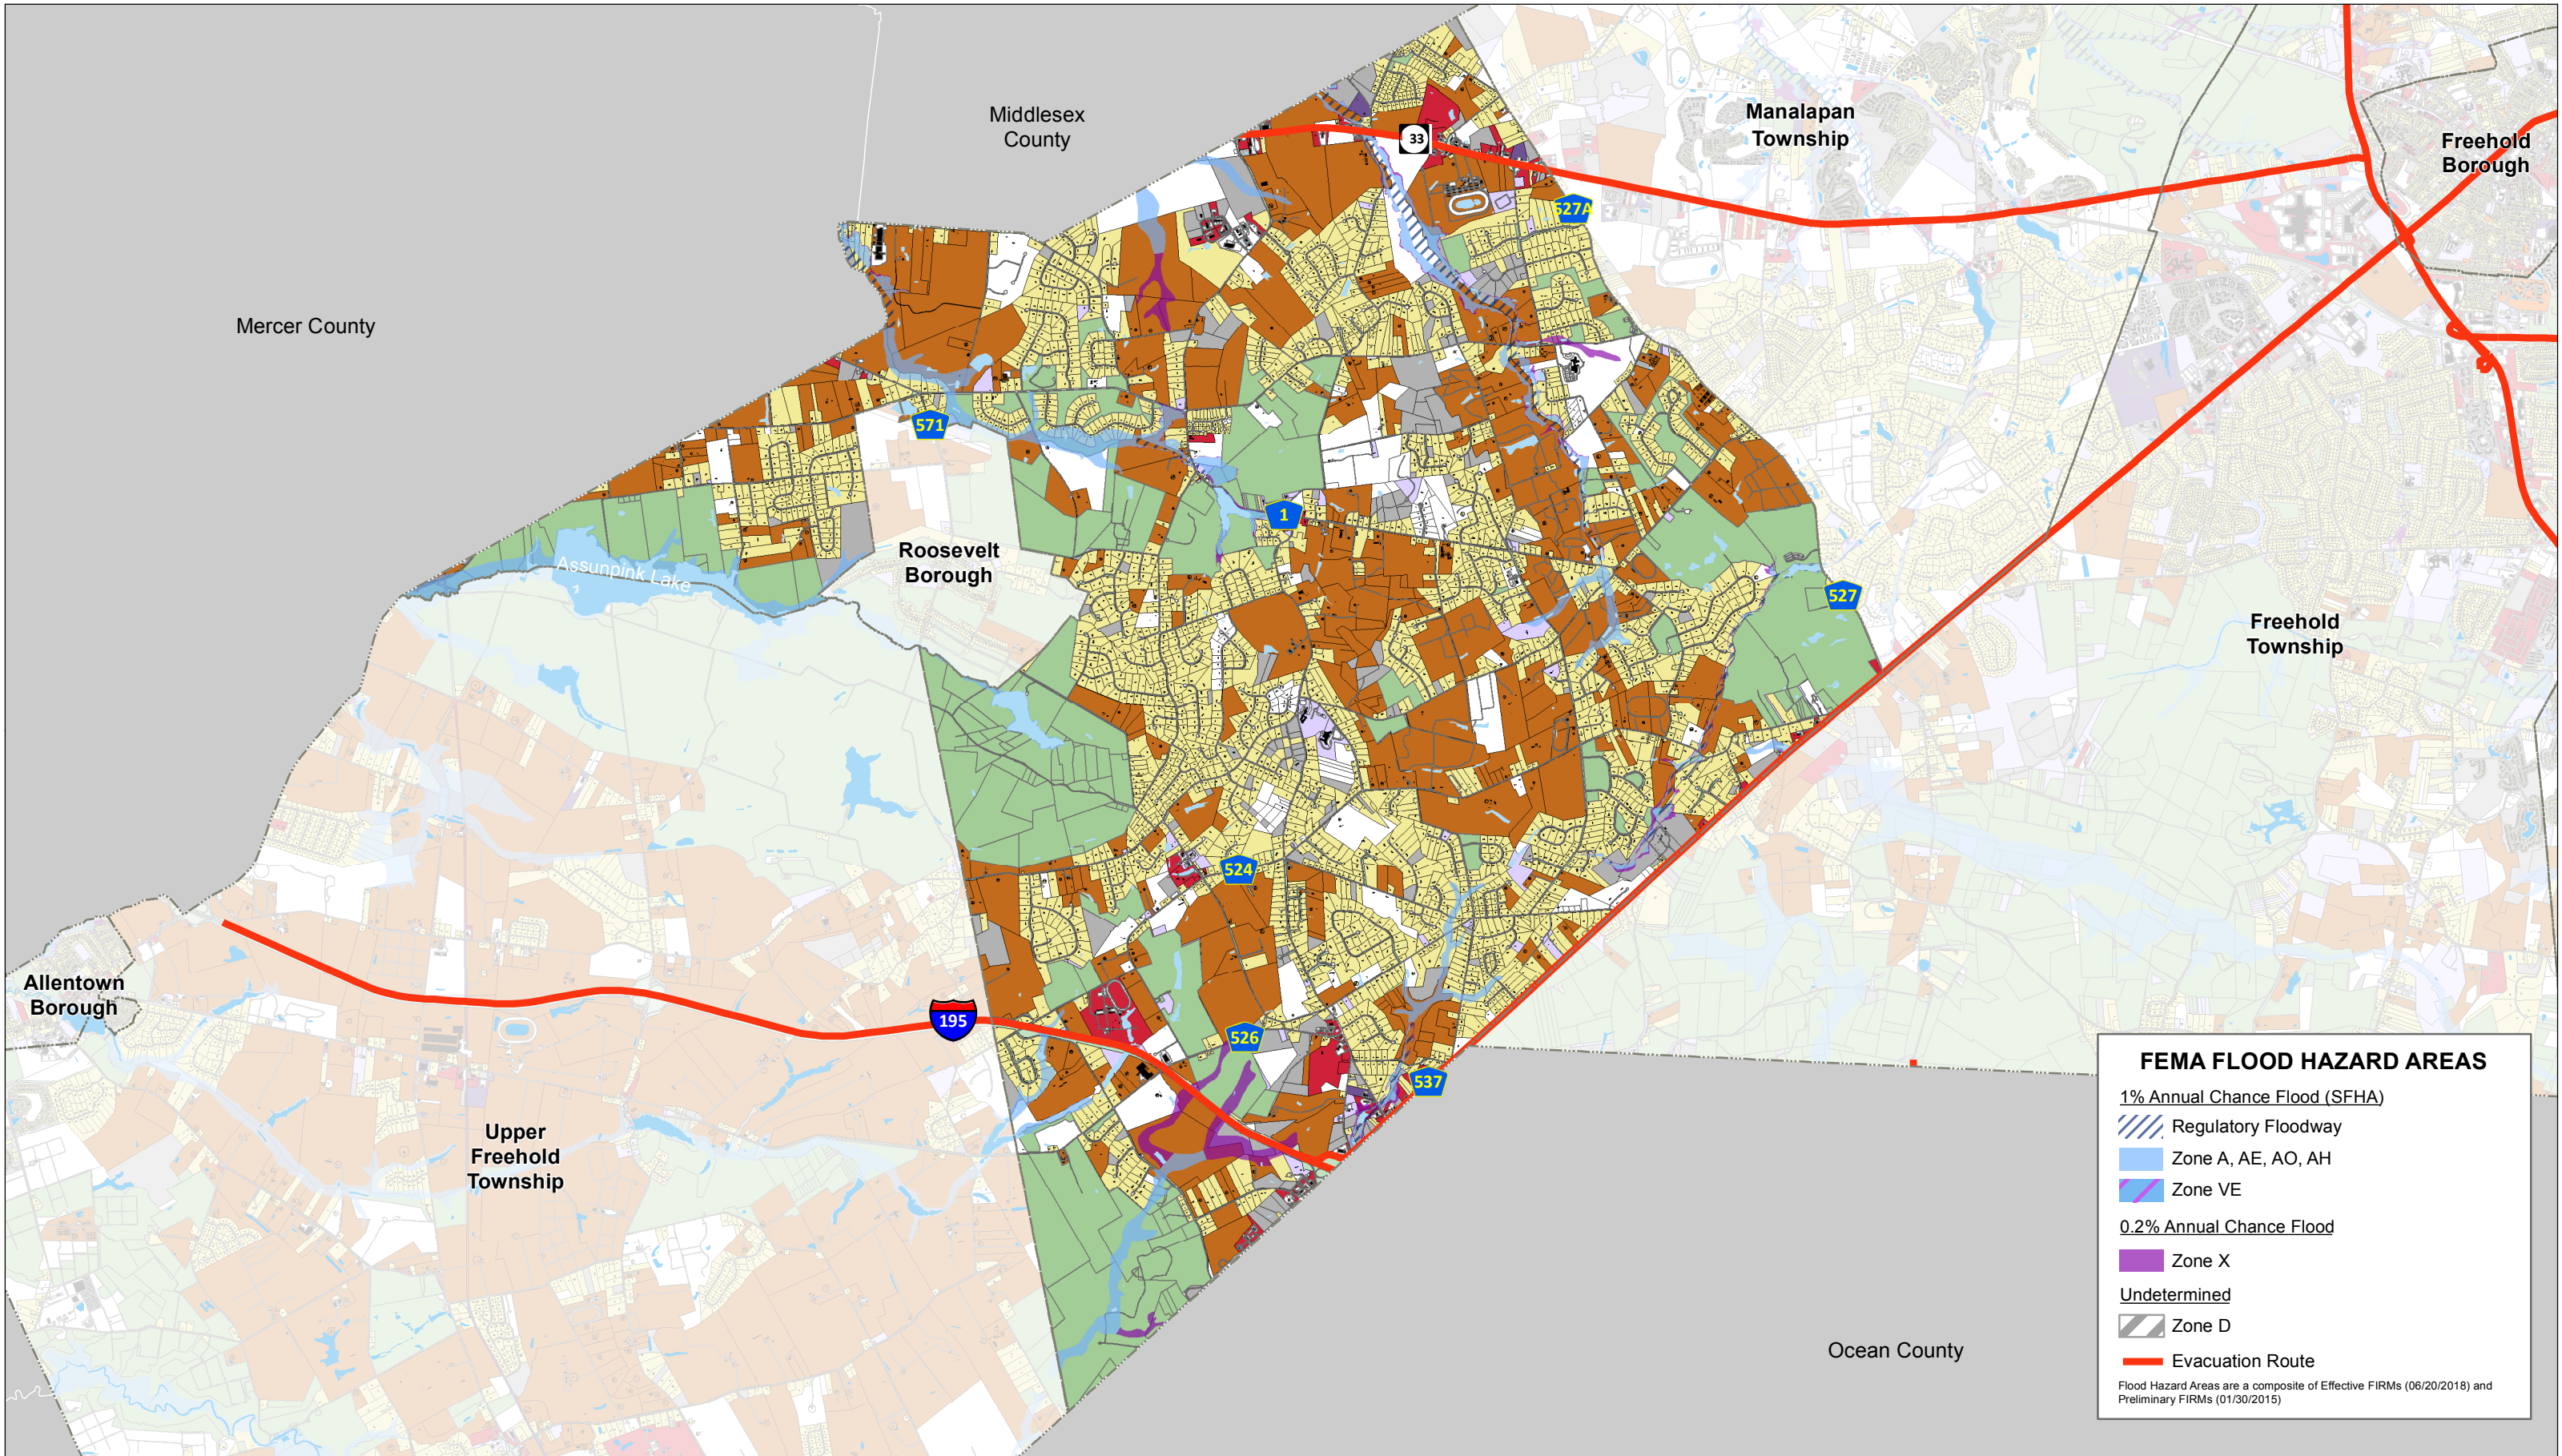 Middlesex
County
Manalapan
Township
Freehold
Borough
33
527A
Mercer County
571
1
Roosevelt
Borough
Assunpink Lake
527
Freehold
Township
524
Allentown
Borough
195
526
537
Upper
Freehold
Township
Ocean County
FEMA FLOOD HAZARD AREAS
1% Annual Chance Flood (SFHA)
Regulatory Floodway
Zone A, AE, AO, AH
Zone VE
0.2% Annual Chance Flood
Zone X
Undetermined
Zone D
Evacuation Route
Flood Hazard Areas are a composite of Effective FIRMs (06/20/2018) and
Preliminary FIRMs (01/30/2015)